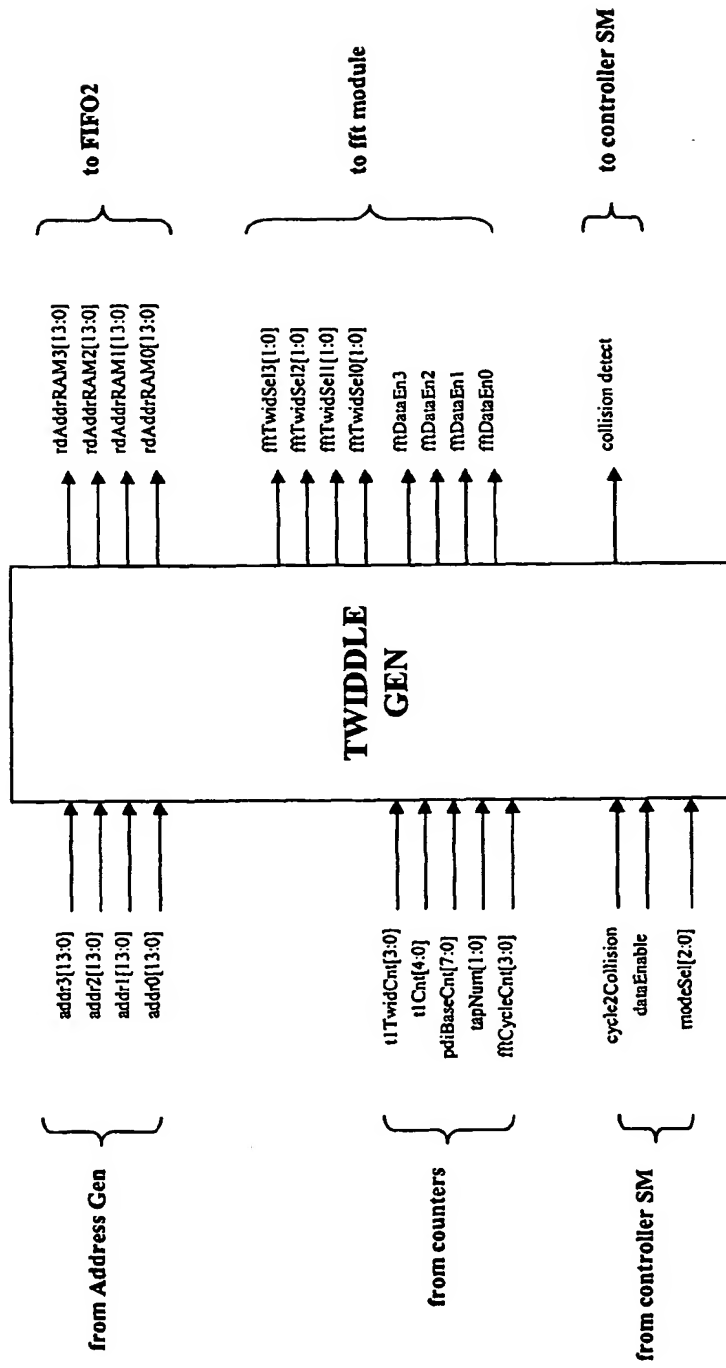 from Address Gen
addr3[13:0]
addr2[13:0]
addr1[13:0]
addr0[13:0]
from counters
t1TwidCnt[3:0]
t1Cnt[4:0]
pdiBaseCnt[7:0]
tapNum[1:0]
fftCycleCnt[3:0]
from controller SM
cycle2Collision
dataEnable
modeSel[2:0]
TWIDDLE
GEN
rdAddrRAM3[13:0]
rdAddrRAM2[13:0]
rdAddrRAM1[13:0]
rdAddrRAM0[13:0]
to FIFO2
fftTwidSel3[1:0]
fftTwidSel2[1:0]
fftTwidSel1[1:0]
fftTwidSel0[1:0]
fftDataEn3
fftDataEn2
fftDataEn1
fftDataEn0
to fft module
collision detect
to controller SM